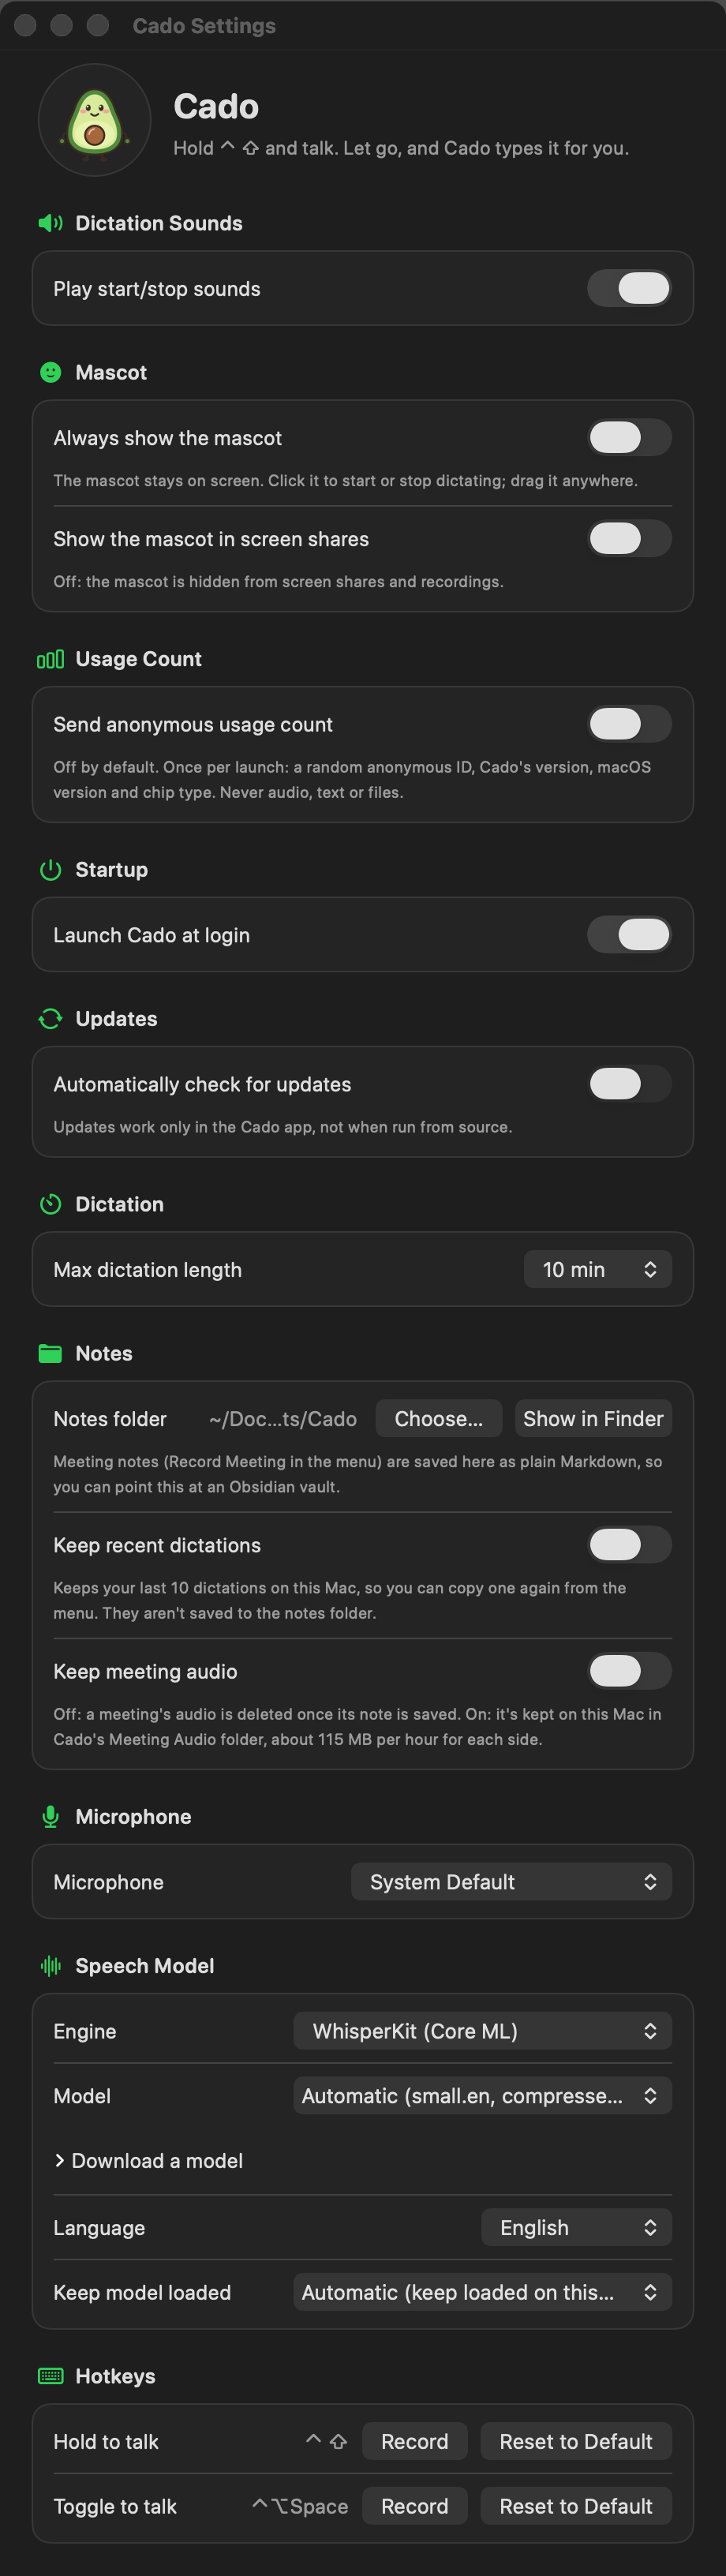 Cado Settings
Cado
Hold ⌃ ⇧ and talk. Let go, and Cado types it for you.
Dictation Sounds
Play start/stop sounds
Mascot
Always show the mascot
The mascot stays on screen. Click it to start or stop dictating; drag it anywhere.
Show the mascot in screen shares
Off: the mascot is hidden from screen shares and recordings.
Usage Count
Send anonymous usage count
Off by default. Once per launch: a random anonymous ID, Cado's version, macOS
version and chip type. Never audio, text or files.
Startup
Launch Cado at login
Updates
Automatically check for updates
Updates work only in the Cado app, not when run from source.
Dictation
Max dictation length 10 min
Notes
Notes folder ~/Doc...ts/Cado Choose... Show in Finder
Meeting notes (Record Meeting in the menu) are saved here as plain Markdown, so
you can point this at an Obsidian vault.
Keep recent dictations
Keeps your last 10 dictations on this Mac, so you can copy one again from the
menu. They aren't saved to the notes folder.
Keep meeting audio
Off: a meeting's audio is deleted once its note is saved. On: it's kept on this Mac in
Cado's Meeting Audio folder, about 115 MB per hour for each side.
Microphone
Microphone System Default
Speech Model
Engine WhisperKit (Core ML)
Model Automatic (small.en, compresse...
Download a model
Language English
Keep model loaded Automatic (keep loaded on this...
Hotkeys
Hold to talk ⌃ ⇧ Record Reset to Default
Toggle to talk ⌃⌥Space Record Reset to Default